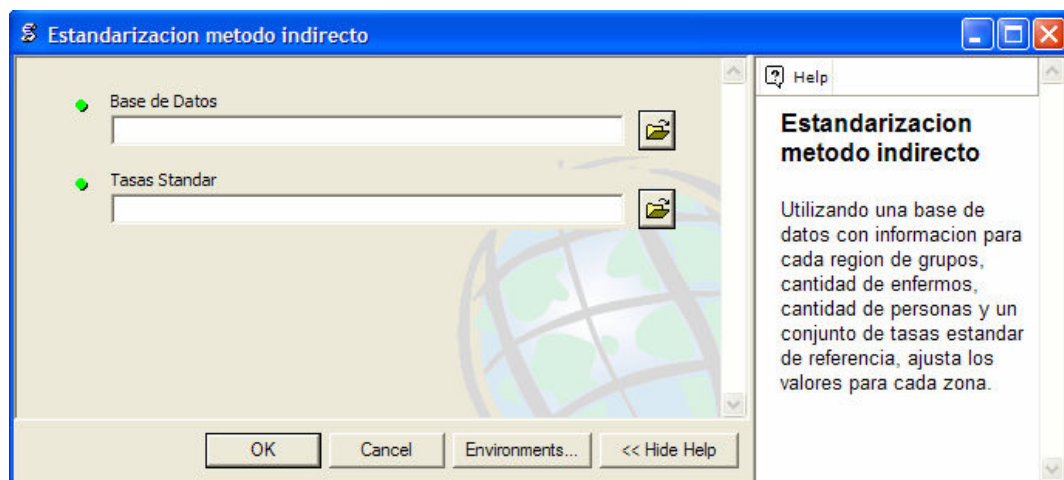 Estandarizacion metodo indirecto
Base de Datos
Tasas Standar
OK
Cancel
Environments...
<< Hide Help
Help
Estandarizacion
metodo indirecto
Utilizando una base de
datos con informacion para
cada region de grupos,
cantidad de enfermos,
cantidad de personas y un
conjunto de tasas estandar
de referencia, ajusta los
valores para cada zona.